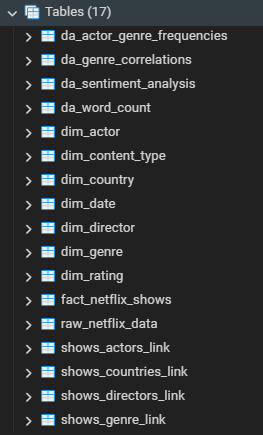 Tables (17)
da_actor_genre_frequencies
da_genre_correlations
da_sentiment_analysis
da_word_count
dim_actor
dim_content_type
dim_country
dim_date
dim_director
dim_genre
dim_rating
fact_netflix_shows
raw_netflix_data
shows_actors_link
shows_countries_link
shows_directors_link
shows_genre_link